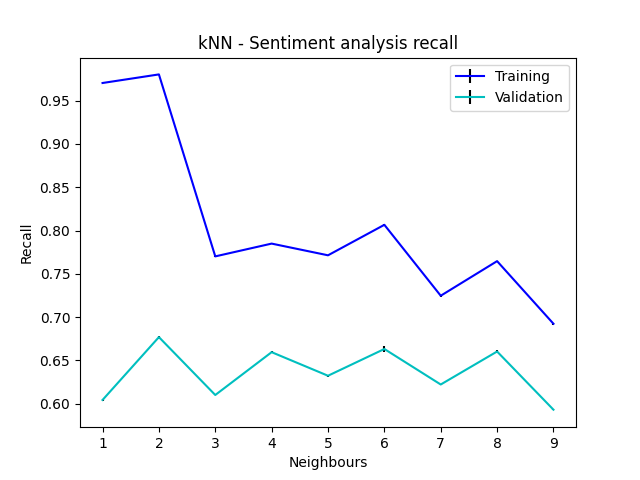 kNN - Sentiment analysis recall
Training
Validation
0.95
0.90
0.85
0.80
0.75
0.70
0.65
0.60
Recall
1 2 3 4 5 6 7 8 9
Neighbours